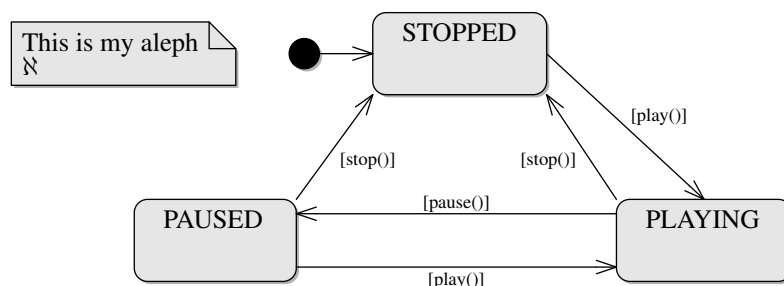 This is my aleph
ℵ
STOPPED
[play()]
[stop()]
[stop()]
PAUSED
[pause()]
PLAYING
[play()]